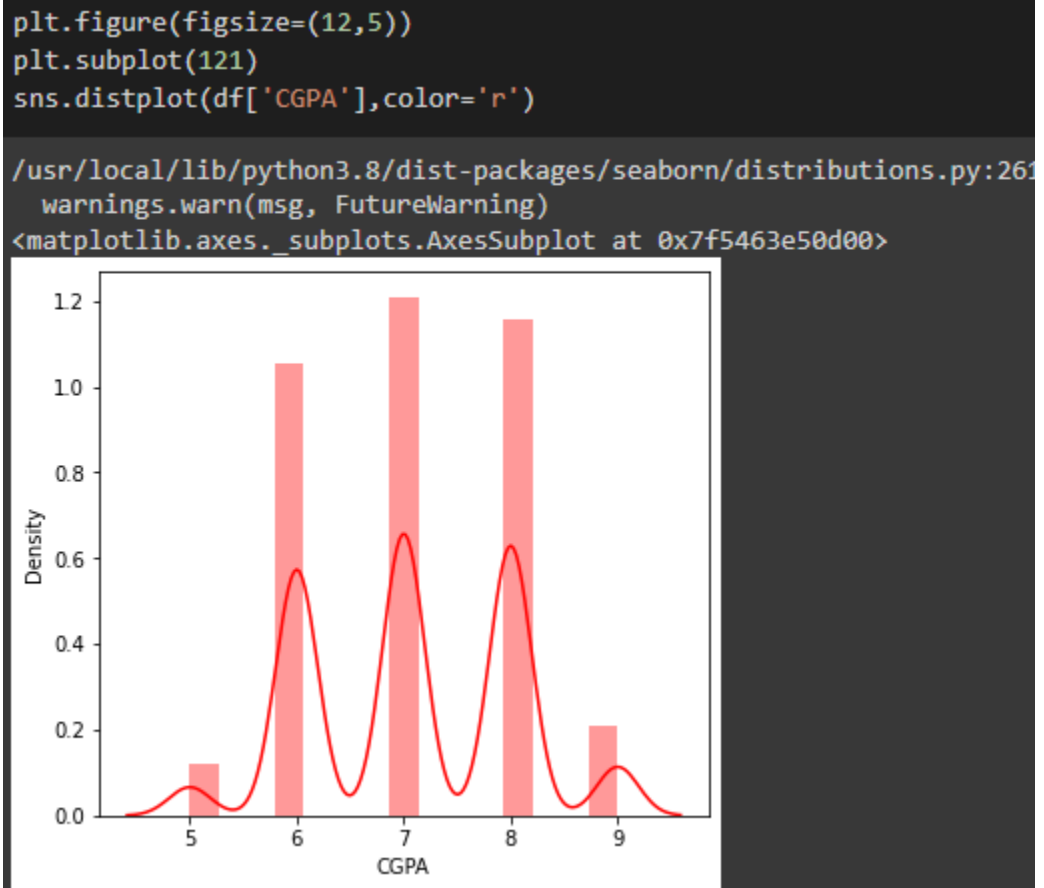 plt.figure(figsize=(12,5))
plt.subplot(121)
sns.distplot(df['CGPA'],color='r')
/usr/local/lib/python3.8/dist-packages/seaborn/distributions.py:261
warnings.warn(msg, FutureWarning)
<matplotlib.axes._subplots.AxesSubplot at 0x7f5463e50d00>
1.2
1.0
0.8
0.6
0.4
0.2
0.0
Density
5 6 7 8 9
CGPA